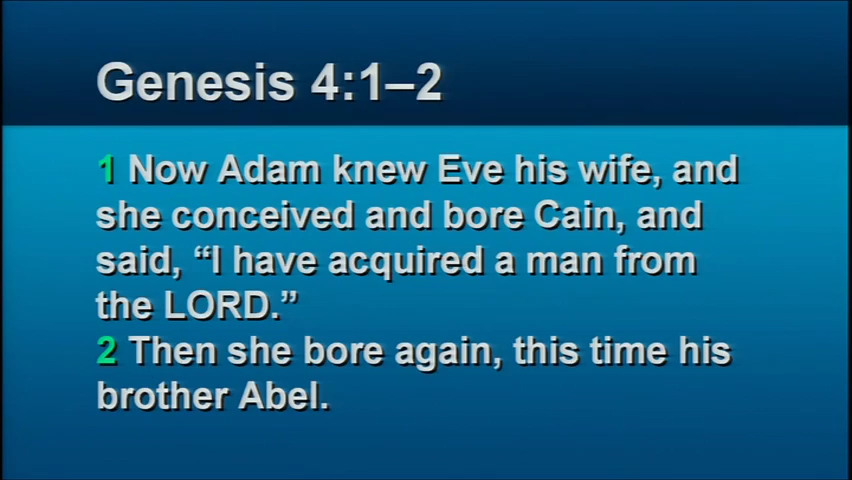 Genesis 4:1–2
1 Now Adam knew Eve his wife, and
she conceived and bore Cain, and
said, “I have acquired a man from
the LORD.”
2 Then she bore again, this time his
brother Abel.